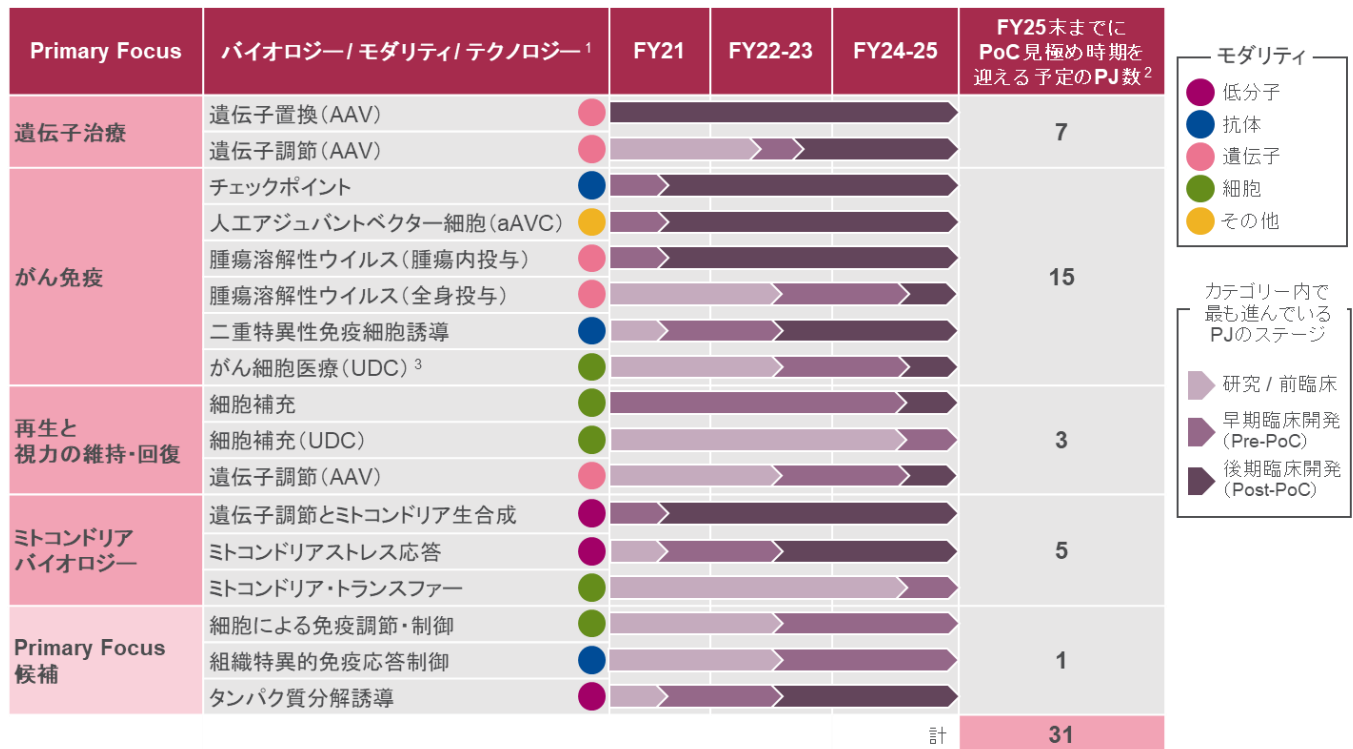 Primary Focus
バイオロジー/ モダリティ/ テクノロジー 1
FY21
FY22-23
FY24-25
FY25末までに
PoC見極め時期を
迎える予定のPJ数 2
遺伝子治療
遺伝子置換(AAV)
遺伝子調節(AAV)
7
がん免疫
チェックポイント
人工アジュバントベクター細胞(aAVC)
腫瘍溶解性ウイルス(腫瘍内投与)
腫瘍溶解性ウイルス(全身投与)
二重特異性免疫細胞誘導
がん細胞医療(UDC) 3
15
再生と
視力の維持・回復
細胞補充
細胞補充(UDC)
遺伝子調節(AAV)
3
ミトコンドリア
バイオロジー
遺伝子調節とミトコンドリア生合成
ミトコンドリアストレス応答
ミトコンドリア・トランスファー
5
Primary Focus
候補
細胞による免疫調節・制御
組織特異的免疫応答制御
タンパク質分解誘導
1
計
31
モダリティ
低分子
抗体
遺伝子
細胞
その他
カテゴリー内で
最も進んでいる
PJのステージ
研究 / 前臨床
早期臨床開発
(Pre-PoC)
後期臨床開発
(Post-PoC)